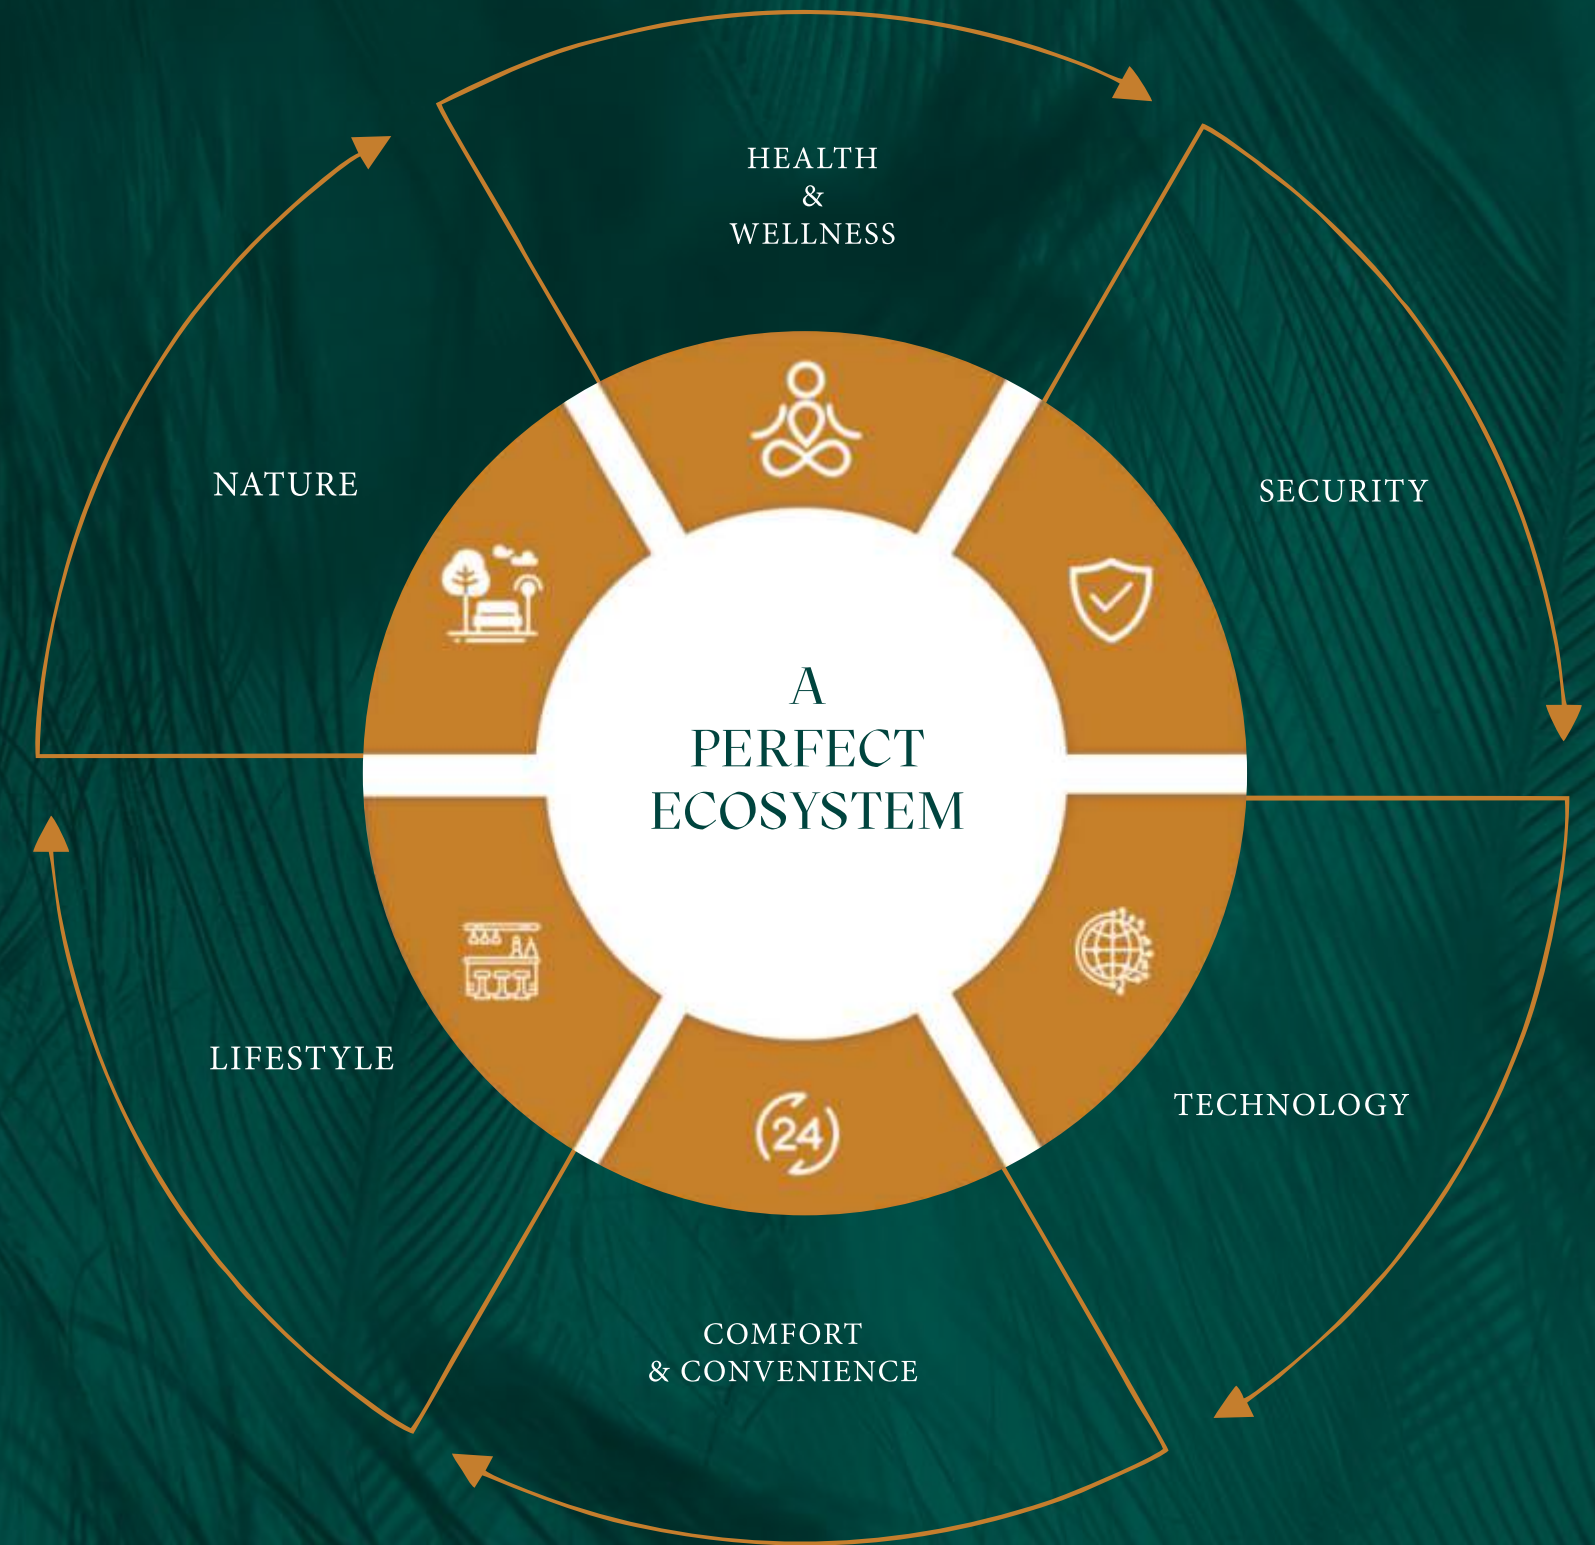 HEALTH
&
WELLNESS
NATURE
SECURITY
A
PERFECT
ECOSYSTEM
LIFESTYLE
TECHNOLOGY
24
COMFORT
& CONVENIENCE